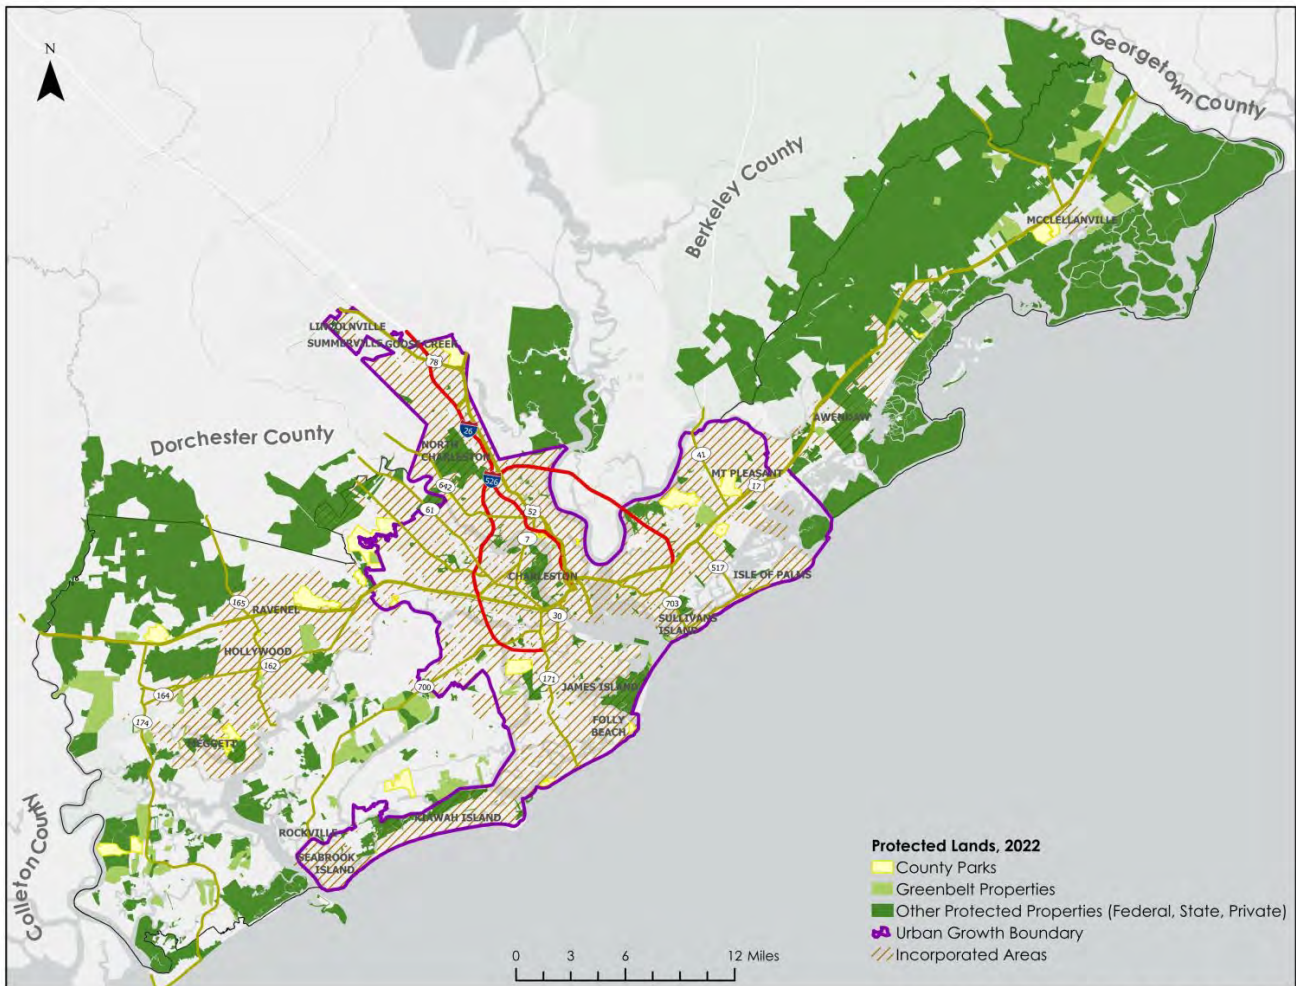 N
Georgetown County
Berkeley County
MCCLELLANVILLE
LINCOLNVILLE
SUMMERVILLE
GOOSE CREEK
78
Dorchester County
26
NORTH
CHARLESTON
AWENDAW
41
MT PLEASANT
526
642
17
61
52
7
CHARLESTON
517
ISLE OF PALMS
165
RAVENEL
703
30
SULLIVANS
ISLAND
HOLLYWOOD
162
171
700
164
JAMES ISLAND
174
FOLLY
BEACH
MEGGETT
Colleton County
KIAWAH ISLAND
ROCKVILLE
SEABROOK
ISLAND
Protected Lands, 2022
County Parks
Greenbelt Properties
Other Protected Properties (Federal, State, Private)
Urban Growth Boundary
Incorporated Areas
0 3 6 12 Miles